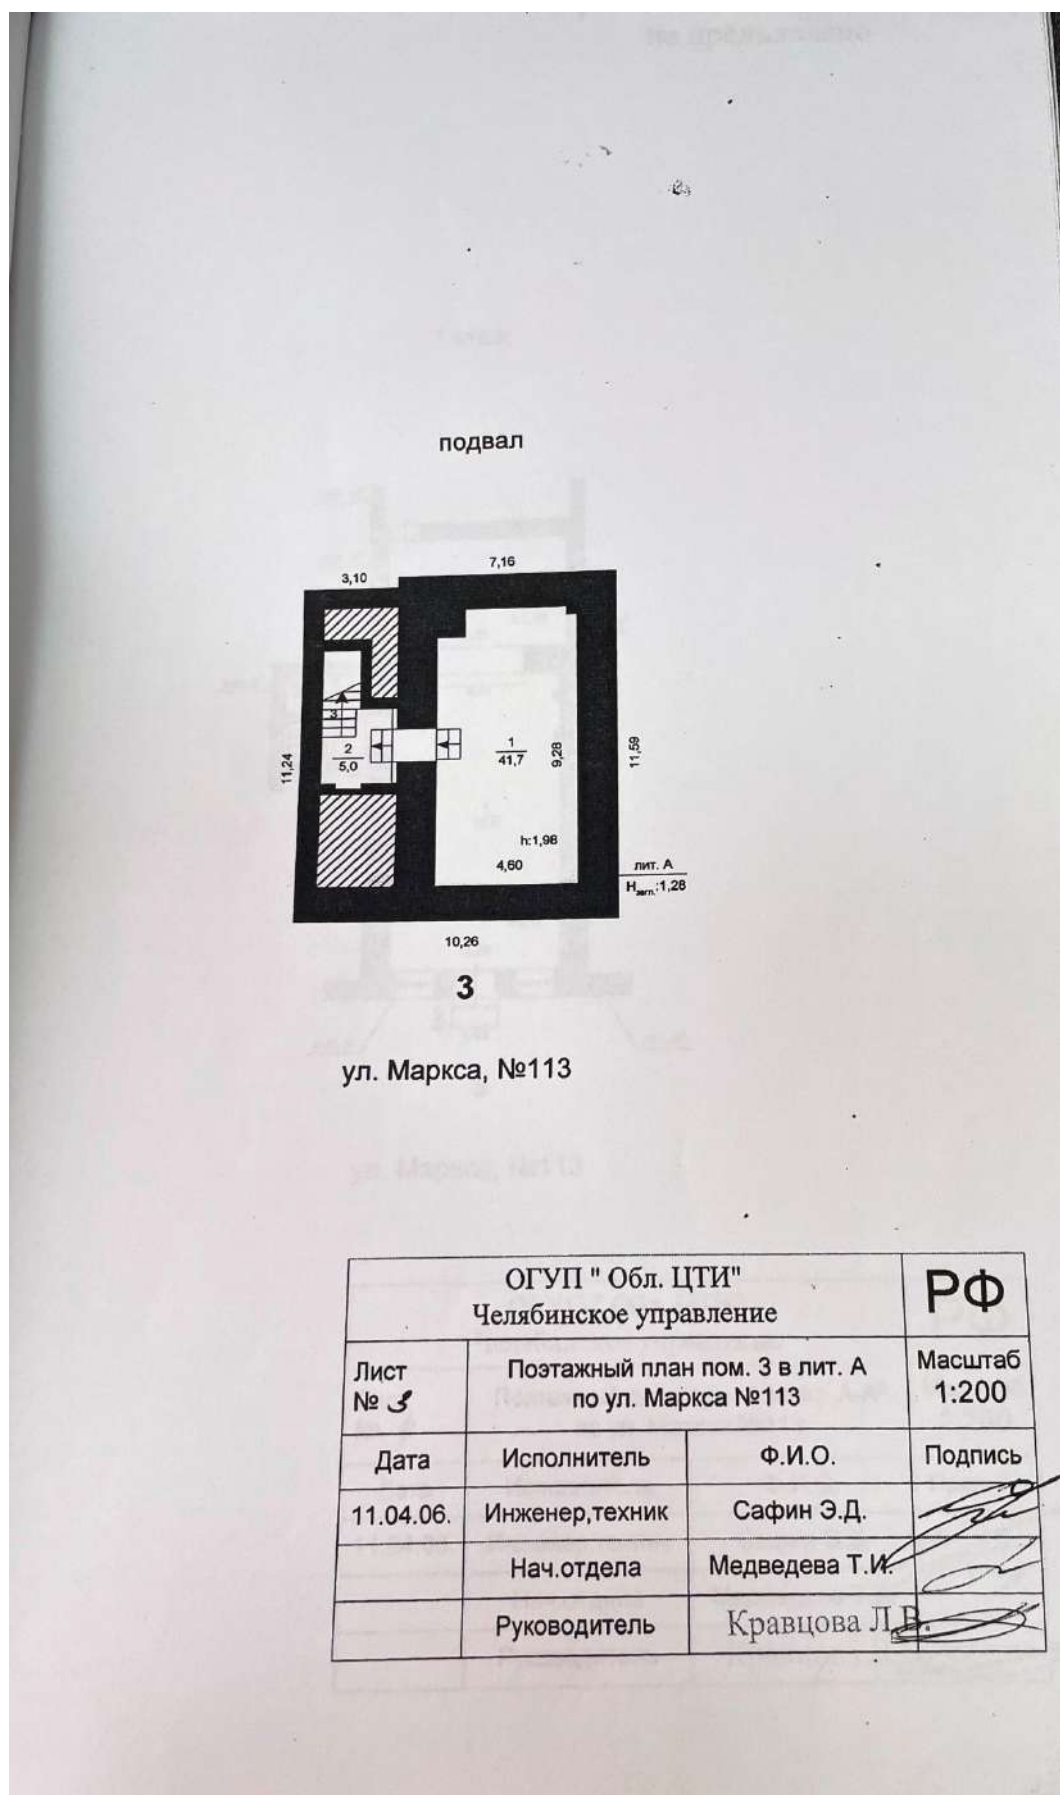 подвал
7,16
3,10
3
2
5,0
1
41,7
9,28
11,59
11,24
h:1,98
4,60
лит. А
Нзагл.:1,28
10,26
3
ул. Маркса, №113
ОГУП " Обл. ЦТИ"
Челябинское управление
РФ
Лист
№ 3
Поэтажный план пом. 3 в лит. А
по ул. Маркса №113
Масштаб
1:200
Дата
Исполнитель
Ф.И.О.
Подпись
11.04.06.
Инженер,техник
Сафин Э.Д.
Нач.отдела
Медведева Т.И.
Руководитель
Кравцова Л.В.